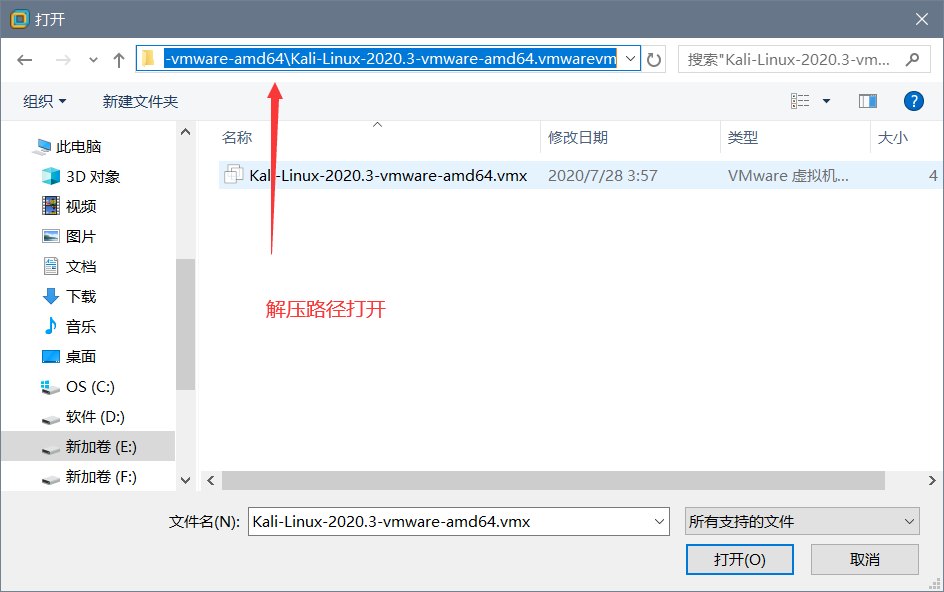 打开
-vmware-amd64\Kali-Linux-2020.3-vmware-amd64.vmwarevm
搜索"Kali-Linux-2020.3-vm...
组织
新建文件夹
?
名称
修改日期
类型
大小
此电脑
3D 对象
视频
图片
文档
下载
音乐
桌面
OS (C:)
软件 (D:)
新加卷 (E:)
新加卷 (F:)
Kali-Linux-2020.3-vmware-amd64.vmx
2020/7/28 3:57
VMware 虚拟机...
4
解压路径打开
文件名(N):
Kali-Linux-2020.3-vmware-amd64.vmx
所有支持的文件
打开(O)
取消